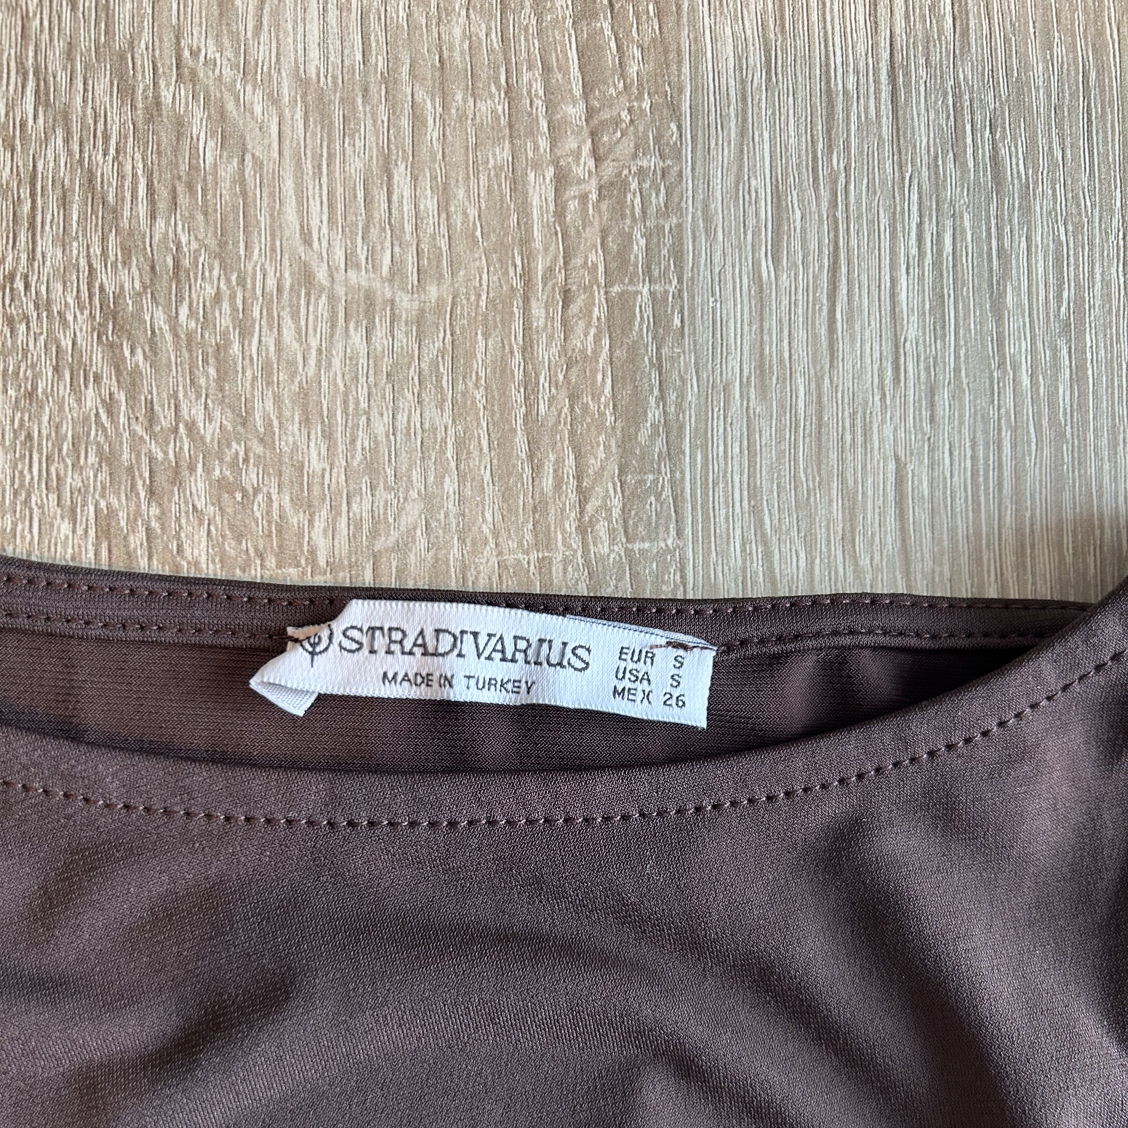 STRADIVARIUS
MADE IN TURKEY
EUR S
USA S
MEX 26